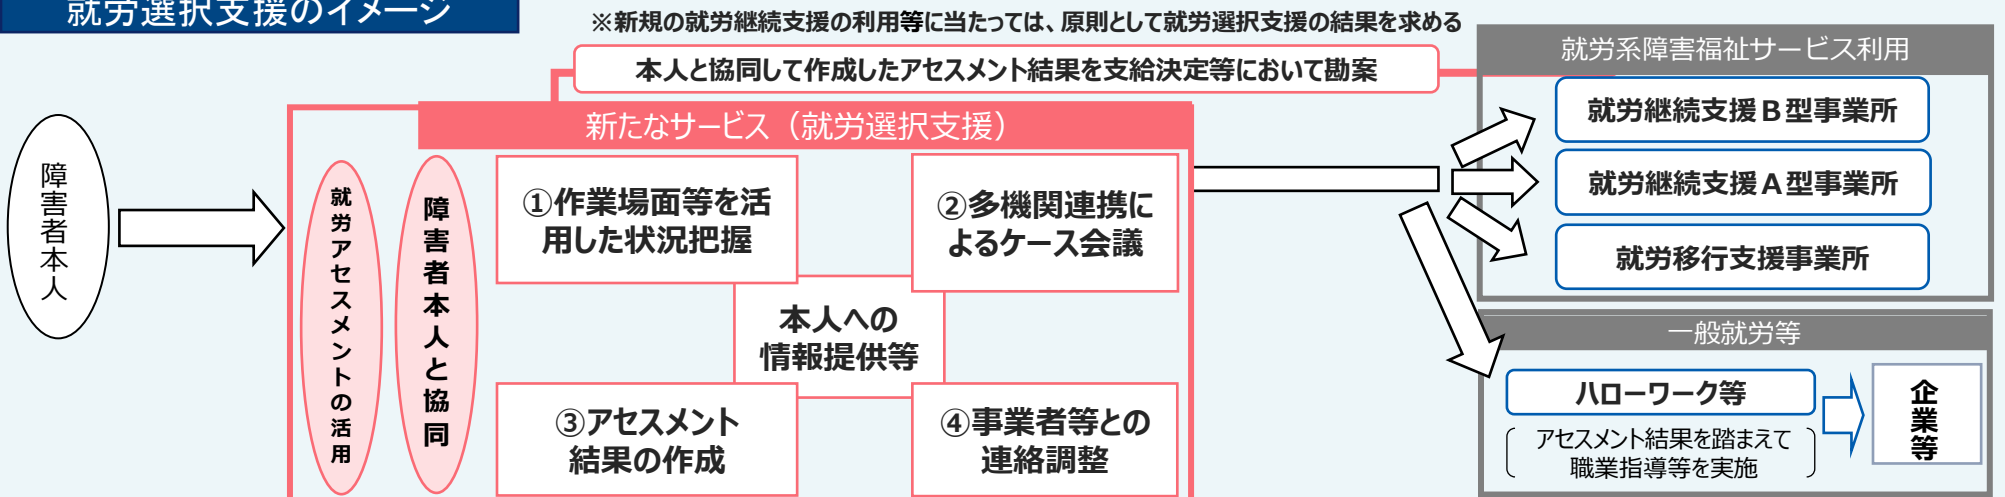 就労選択支援のイメージ
※新規の就労継続支援の利用等に当たっては、原則として就労選択支援の結果を求める
本人と協同して作成したアセスメント結果を支給決定等において勘案
障害者本人
新たなサービス（就労選択支援）
就労アセスメントの活用
障害者本人と協同
①作業場面等を活
用した状況把握
②多機関連携に
よるケース会議
本人への
情報提供等
③アセスメント
結果の作成
④事業者等との
連絡調整
就労系障害福祉サービス利用
就労継続支援Ｂ型事業所
就労継続支援Ａ型事業所
就労移行支援事業所
一般就労等
ハローワーク等
アセスメント結果を踏まえて
職業指導等を実施
企業等